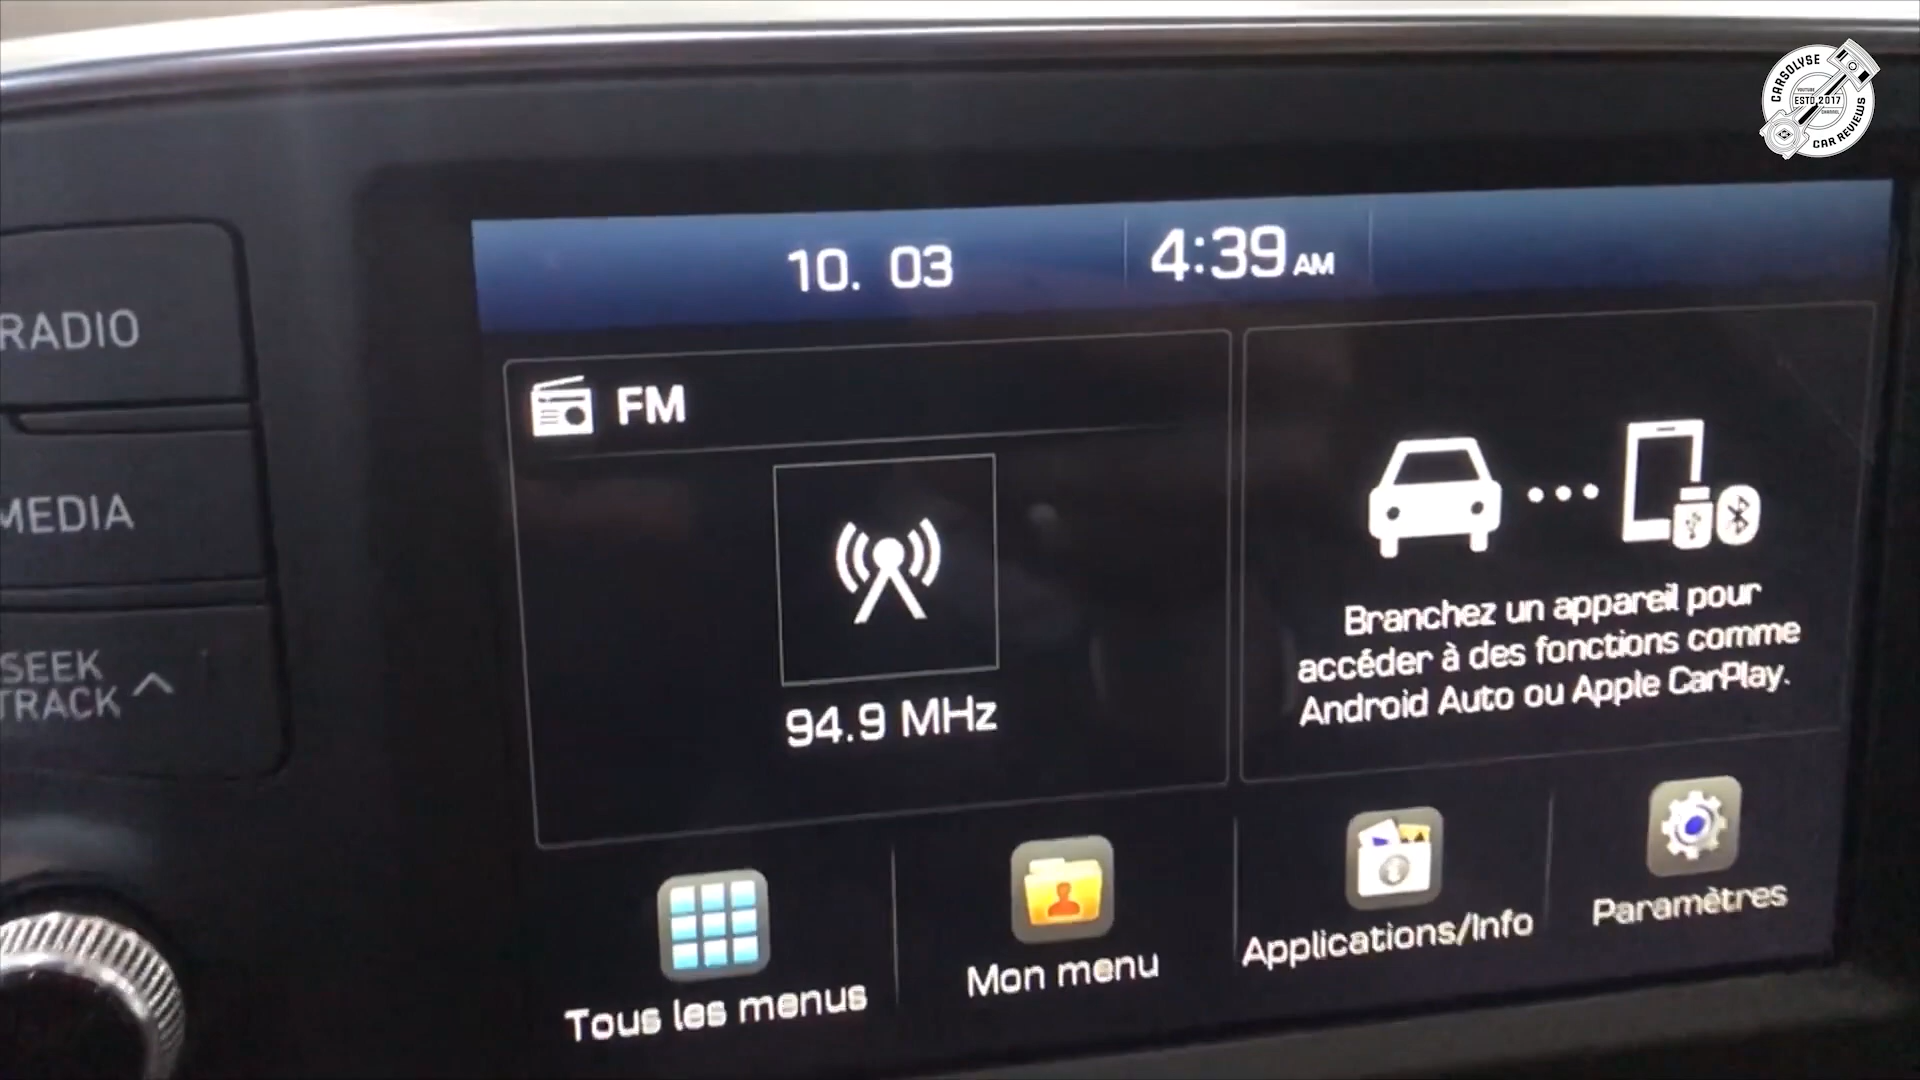 CARSOLYSE
YOUTUBE
ESTD 2017
CHANNEL
CAR REVIEWS
10. 03
4:39 AM
RADIO
FM
MEDIA
Branchez un appareil pour
accéder à des fonctions comme
Android Auto ou Apple CarPlay.
SEEK
TRACK
94.9 MHz
Tous les menus
Mon menu
Applications/Info
Paramètres